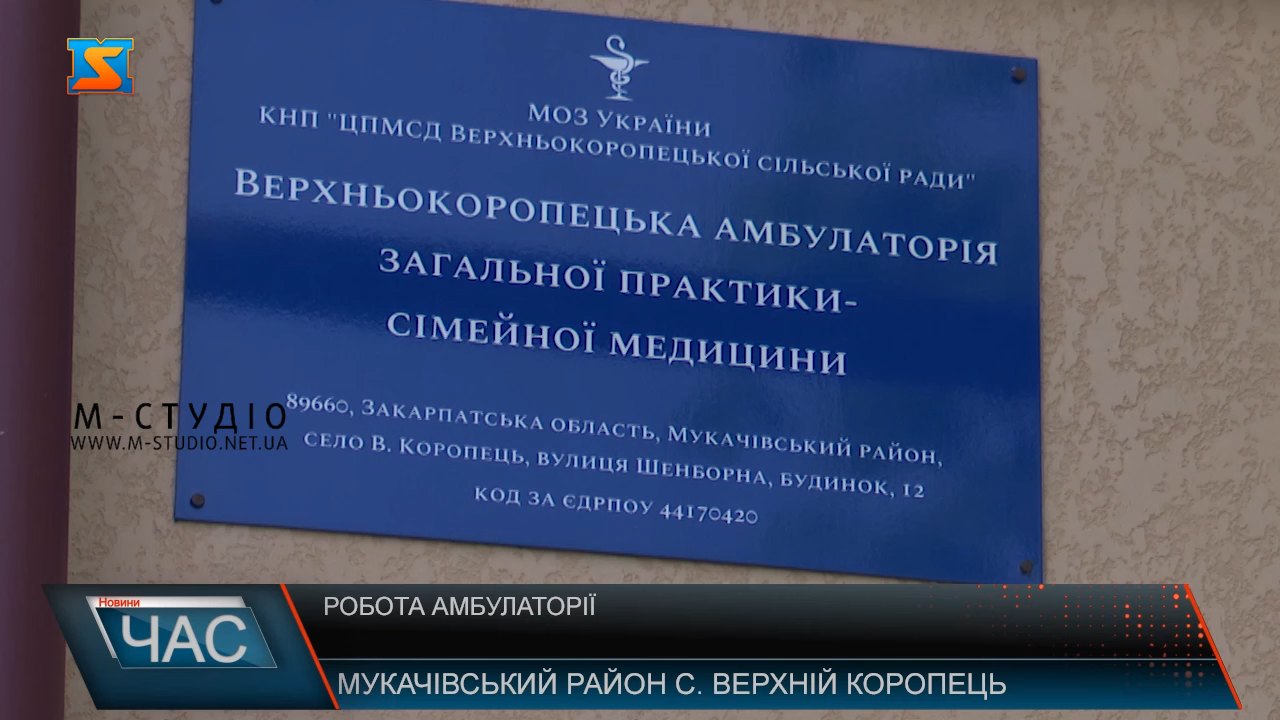 МОЗ УКРАЇНИ
КНП "ЦПМСД ВЕРХНЬОКОРОПЕЦЬКОЇ СІЛЬСЬКОЇ РАДИ"
ВЕРХНЬОКОРОПЕЦЬКА АМБУЛАТОРІЯ
ЗАГАЛЬНОЇ ПРАКТИКИ-
СІМЕЙНОЇ МЕДИЦИНИ
89660, ЗАКАРПАТСЬКА ОБЛАСТЬ, МУКАЧІВСЬКИЙ РАЙОН,
СЕЛО В. КОРОПЕЦЬ, ВУЛИЦЯ ШЕНБОРНА, БУДИНОК, 12
КОД ЗА ЄДРПОУ 44170420
М-СТУДІО
WWW.M-STUDIO.NET.UA
Новини
ЧАС
РОБОТА АМБУЛАТОРІЇ
МУКАЧІВСЬКИЙ РАЙОН С. ВЕРХНІЙ КОРОПЕЦЬ